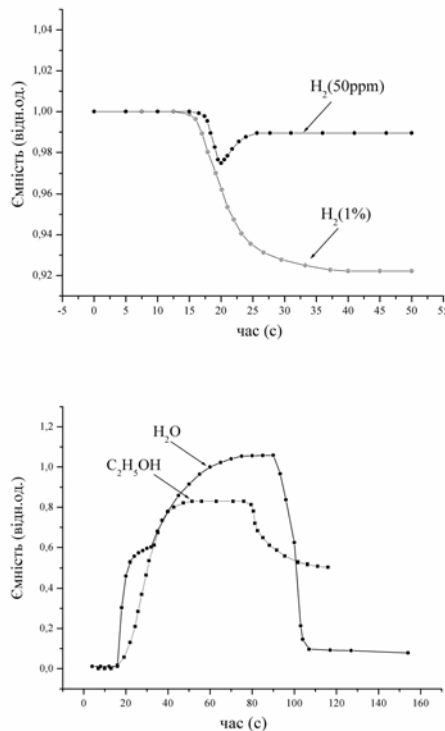 1,04
1,02
1,00
0,98
0,96
0,94
0,92
Ємність (відн.од.)
H₂(50ppm)
H₂(1%)
-5 0 5 10 15 20 25 30 35 40 45 50 55
час (с)
1,2
1,0
0,8
0,6
0,4
0,2
0,0
Ємність (відн.од.)
H₂O
C₂H₅OH
0 20 40 60 80 100 120 140 160
час (с)